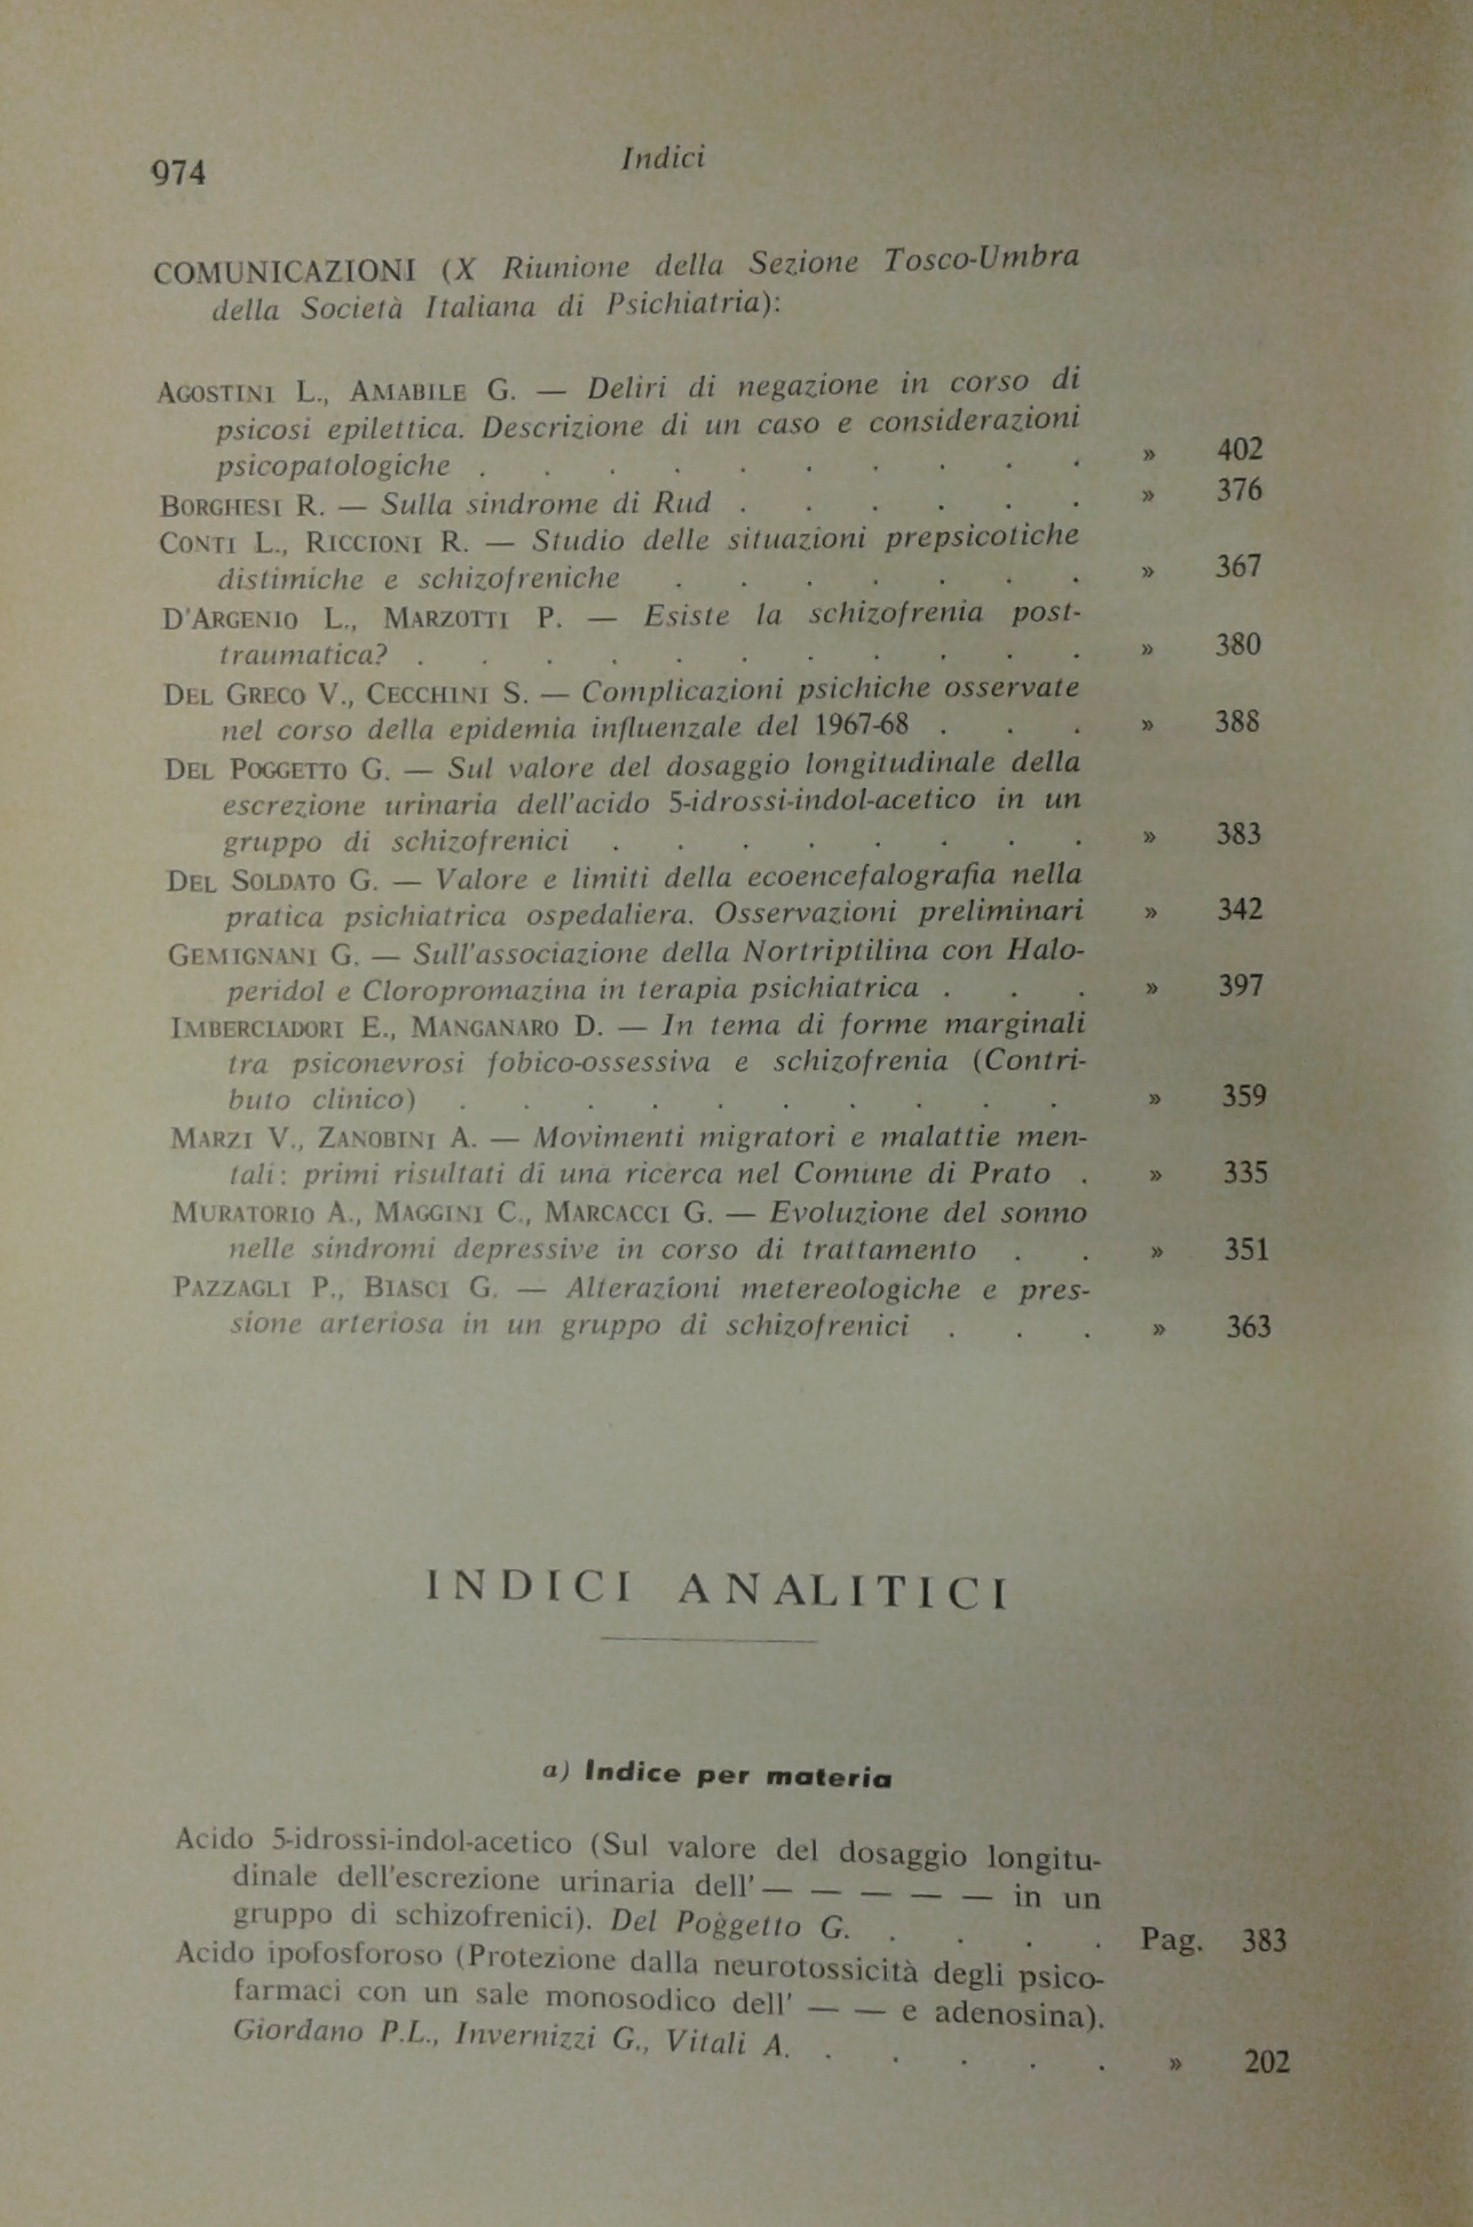 974
Indici
COMUNICAZIONI (X Riunione della Sezione Tosco-Umbra
della Società Italiana di Psichiatria):
AGOSTINI L., AMABILE G. — Deliri di negazione in corso di
psicosi epilettica. Descrizione di un caso e considerazioni
psicopatologiche . . . . . . . . . . » 402
BORGHESI R. — Sulla sindrome di Rud . . . . . . » 376
CONTI L., RICCIONI R. — Studio delle situazioni prepsicotiche
distimiche e schizofreniche . . . . . . . » 367
D'ARGENIO L., MARZOTTI P. — Esiste la schizofrenia post-
traumatica? . . . . . . . . . . . » 380
DEL GRECO V., CECCHINI S. — Complicazioni psichiche osservate
nel corso della epidemia influenzale del 1967-68 . . . » 388
DEL POGGETTO G. — Sul valore del dosaggio longitudinale della
escrezione urinaria dell'acido 5-idrossi-indol-acetico in un
gruppo di schizofrenici . . . . . . . . » 383
DEL SOLDATO G. — Valore e limiti della ecoencefalografia nella
pratica psichiatrica ospedaliera. Osservazioni preliminari » 342
GEMIGNANI G. — Sull'associazione della Nortriptilina con Halo-
peridol e Cloropromazina in terapia psichiatrica . . . » 397
IMBERCIADORI E., MANGANARO D. — In tema di forme marginali
tra psiconevrosi fobico-ossessiva e schizofrenia (Contri-
buto clinico) . . . . . . . . . . » 359
MARZI V., ZANOBINI A. — Movimenti migratori e malattie men-
tali: primi risultati di una ricerca nel Comune di Prato . » 335
MURATORIO A., MAGGINI C., MARCACCI G. — Evoluzione del sonno
nelle sindromi depressive in corso di trattamento . . » 351
PAZZAGLI P., BIASCI G. — Alterazioni metereologiche e pres-
sione arteriosa in un gruppo di schizofrenici . . . » 363
INDICI ANALITICI
a) Indice per materia
Acido 5-idrossi-indol-acetico (Sul valore del dosaggio longitu-
dinale dell'escrezione urinaria dell' — — — — — in un
gruppo di schizofrenici). Del Poggetto G. . . . . Pag. 383
Acido ipofosforoso (Protezione dalla neurotossicità degli psico-
farmaci con un sale monosodico dell' — — e adenosina).
Giordano P.L., Invernizzi G., Vitali A. . . . . . » 202